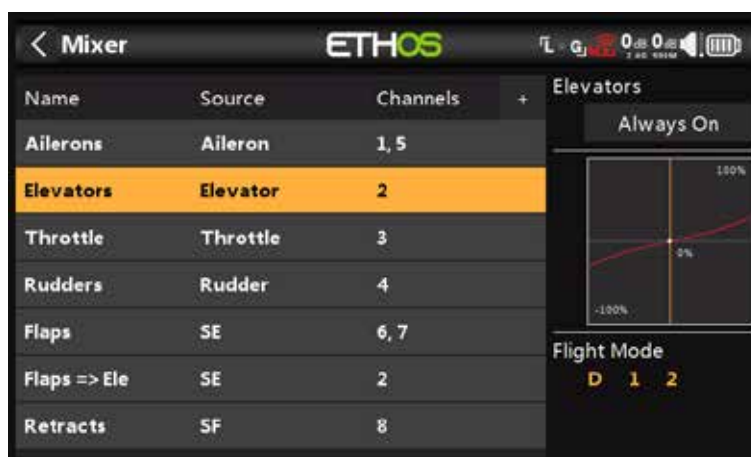 Mixer ETHOS
Name Source Channels +
Ailerons Aileron 1, 5
Elevators Elevator 2
Throttle Throttle 3
Rudders Rudder 4
Flaps SE 6, 7
Flaps => Ele SE 2
Retracts SF 8
Elevators
Always On
100%
0%
-100%
Flight Mode
D 1 2